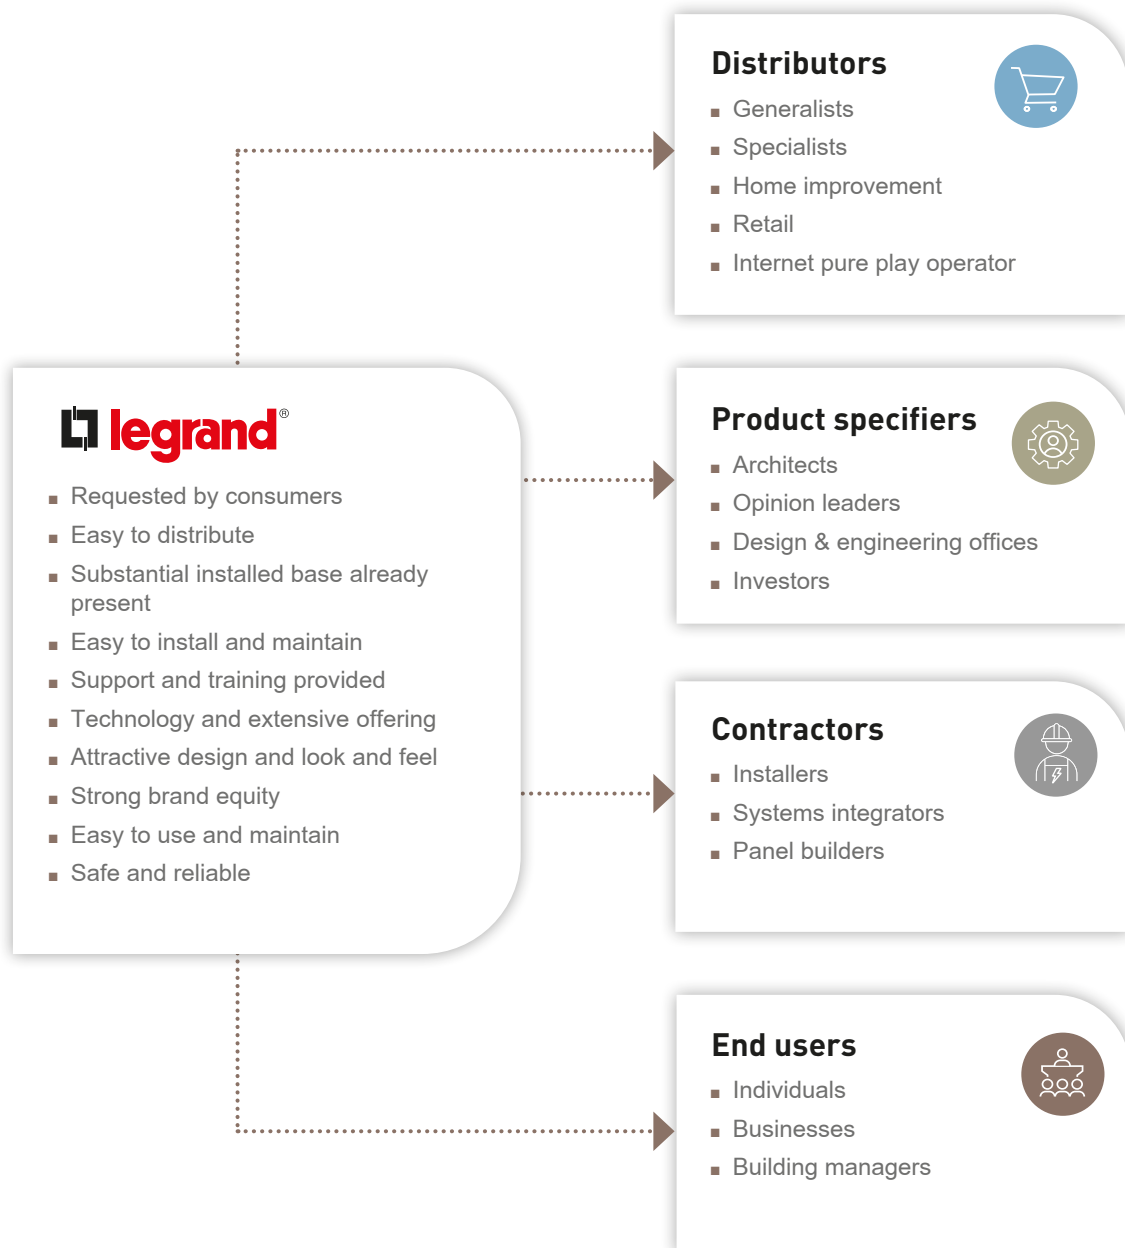 Distributors
Generalists
Specialists
Home improvement
Retail
Internet pure play operator
legrand®
Requested by consumers
Easy to distribute
Substantial installed base already
present
Easy to install and maintain
Support and training provided
Technology and extensive offering
Attractive design and look and feel
Strong brand equity
Easy to use and maintain
Safe and reliable
Product specifiers
Architects
Opinion leaders
Design & engineering offices
Investors
Contractors
Installers
Systems integrators
Panel builders
End users
Individuals
Businesses
Building managers